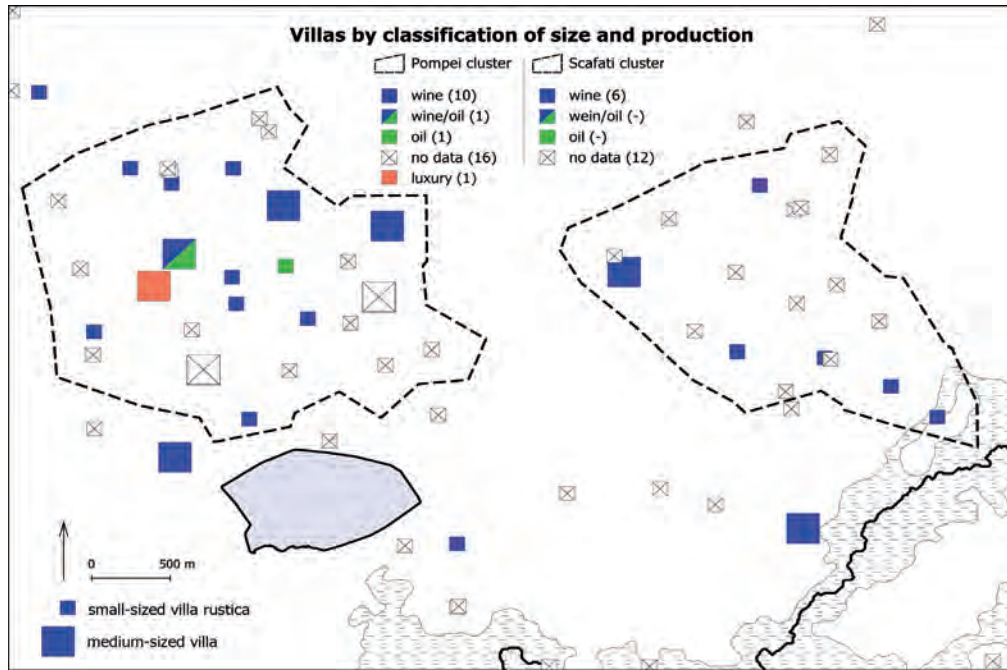 Villas by classification of size and production
Pompei cluster
wine (10)
wine/oil (1)
oil (1)
no data (16)
luxury (1)
Scafati cluster
wine (6)
wein/oil (-)
oil (-)
no data (12)
0 500 m
small-sized villa rustica
medium-sized villa